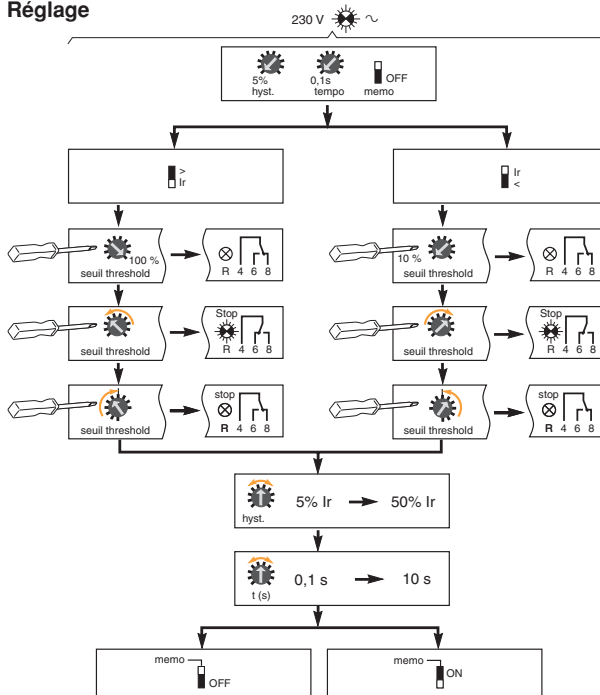 Réglage
230 V ~
5% 0,1s OFF
hyst. tempo memo
> Ir
Ir <
100 %
seuil threshold
R 4 6 8
10 %
seuil threshold
R 4 6 8
seuil threshold
Stop
R 4 6 8
seuil threshold
Stop
R 4 6 8
seuil threshold
stop
R 4 6 8
seuil threshold
stop
R 4 6 8
5% Ir 50% Ir
hyst.
0,1 s 10 s
t (s)
memo
OFF
memo
ON